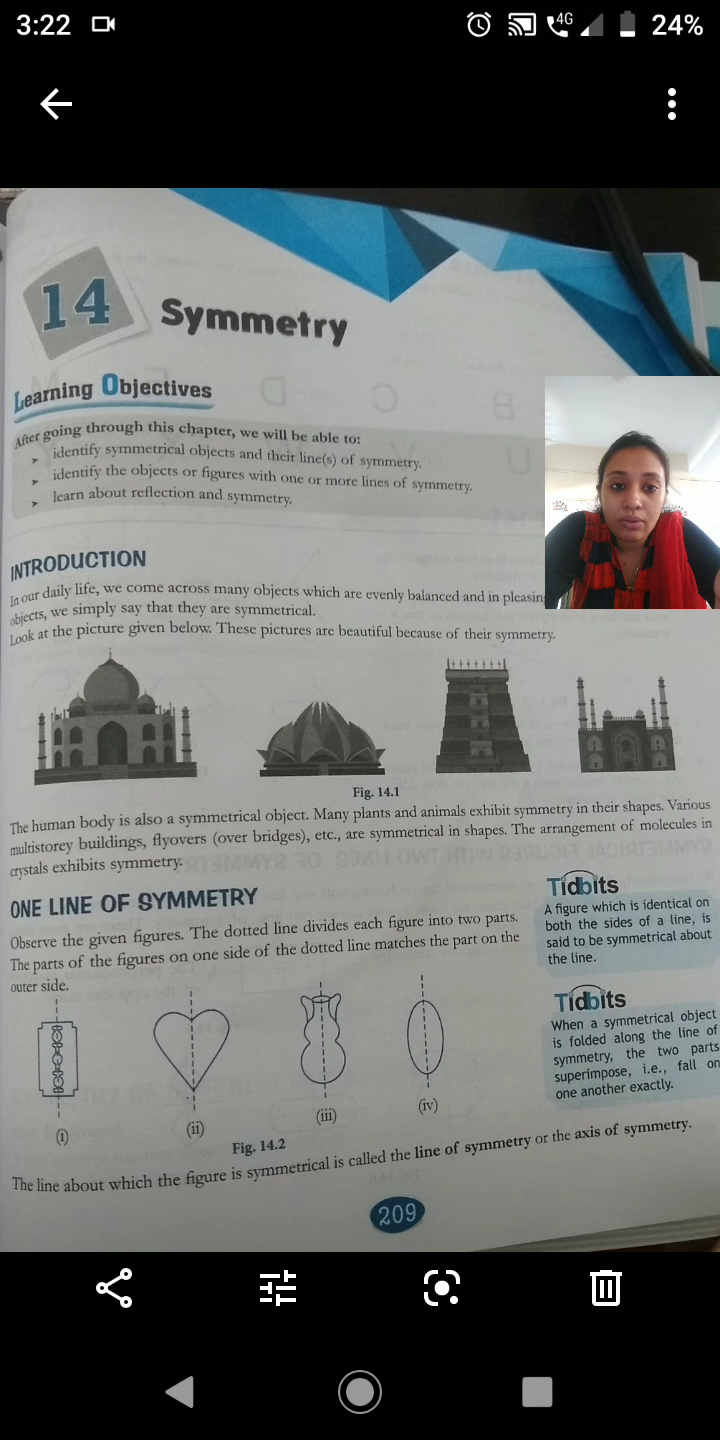 3:22
4G
24%
14
Symmetry
Learning Objectives
After going through this chapter, we will be able to:
➤ identify symmetrical objects and their line(s) of symmetry.
➤ identify the objects or figures with one or more lines of symmetry.
➤ learn about reflection and symmetry.
INTRODUCTION
In our daily life, we come across many objects which are evenly balanced and in
objects, we simply say that they are symmetrical.
Look at the picture given below. These pictures are beautiful because of their symmetry.
Fig. 14.1
The human body is also a symmetrical object. Many plants and animals exhibit symmetry in their shapes. Various
multistorey buildings, flyovers (over bridges), etc., are symmetrical in shapes. The arrangement of molecules in
crystals exhibits symmetry.
ONE LINE OF SYMMETRY
Observe the given figures. The dotted line divides each figure into two parts.
The parts of the figures on one side of the dotted line matches the part on the
outer side.
Tidbits
A figure which is identical on
both the sides of a line, is
said to be symmetrical about
the line.
Tidbits
When a symmetrical object
is folded along the line of
symmetry, the two parts
superimpose, i.e., fall on
one another exactly.
(i)
(ii)
(iii)
(iv)
Fig. 14.2
The line about which the figure is symmetrical is called the line of symmetry or the axis of symmetry.
209